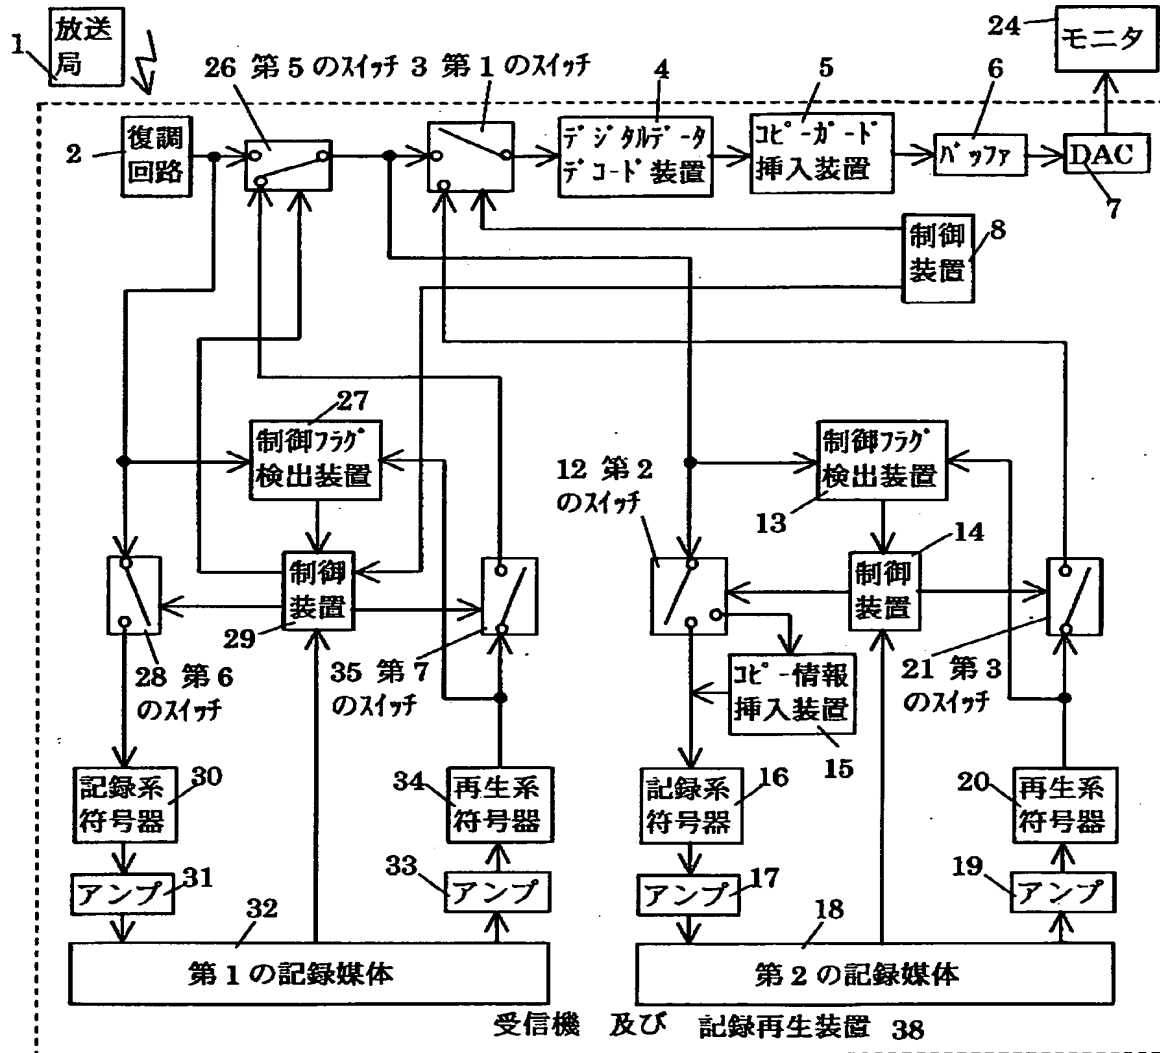 放送
局
1
24
モニタ
26 第5のｽｲｯﾁ 3 第1のｽｲｯﾁ
4
5
6
2
復調
回路
ﾃﾞｼﾞﾀﾙﾃﾞｰﾀ
ﾃﾞｺｰﾄﾞ装置
ｺﾋﾟｰｶﾞｰﾄﾞ
挿入装置
ﾊﾞｯﾌｧ
DAC
7
制御
装置
8
27
制御ﾌﾗｸﾞ
検出装置
12 第2
のｽｲｯﾁ
制御ﾌﾗｸﾞ
検出装置
13
14
制御
装置
29
制御
装置
28 第6
のｽｲｯﾁ
35 第7
のｽｲｯﾁ
ｺﾋﾟｰ情報
挿入装置
15
21 第3
のｽｲｯﾁ
記録系
符号器
30
34
再生系
符号器
記録系
符号器
16
20
再生系
符号器
アンプ
31
33
アンプ
アンプ
17
19
アンプ
32
第1の記録媒体
18
第2の記録媒体
受信機 及び 記録再生装置 38